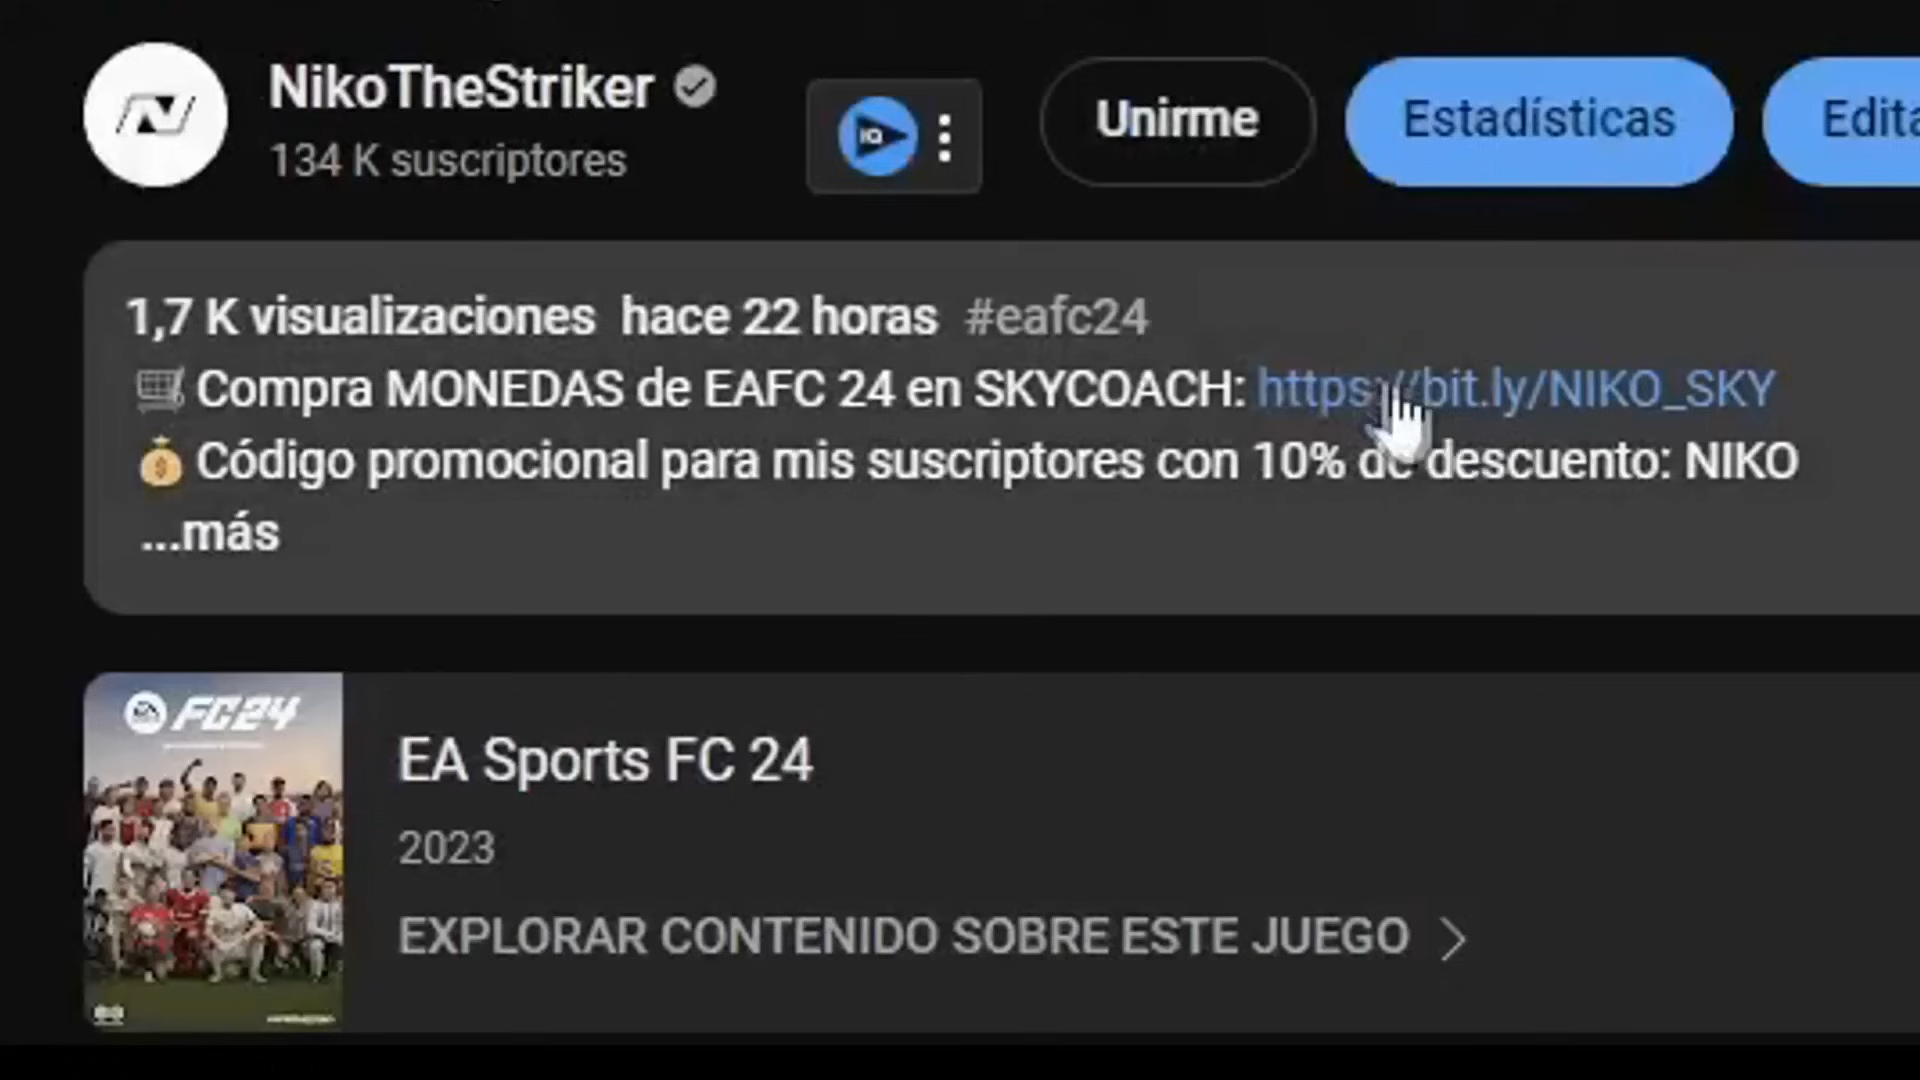 NikoTheStriker
134 K suscriptores
IQ
Unirme
Estadísticas
1,7 K visualizaciones hace 22 horas #eafc24
🛒 Compra MONEDAS de EAFC 24 en SKYCOACH: https://bit.ly/NIKO_SKY
💰 Código promocional para mis suscriptores con 10% de descuento: NIKO
...más
FC24
EA Sports FC 24
2023
EXPLORAR CONTENIDO SOBRE ESTE JUEGO